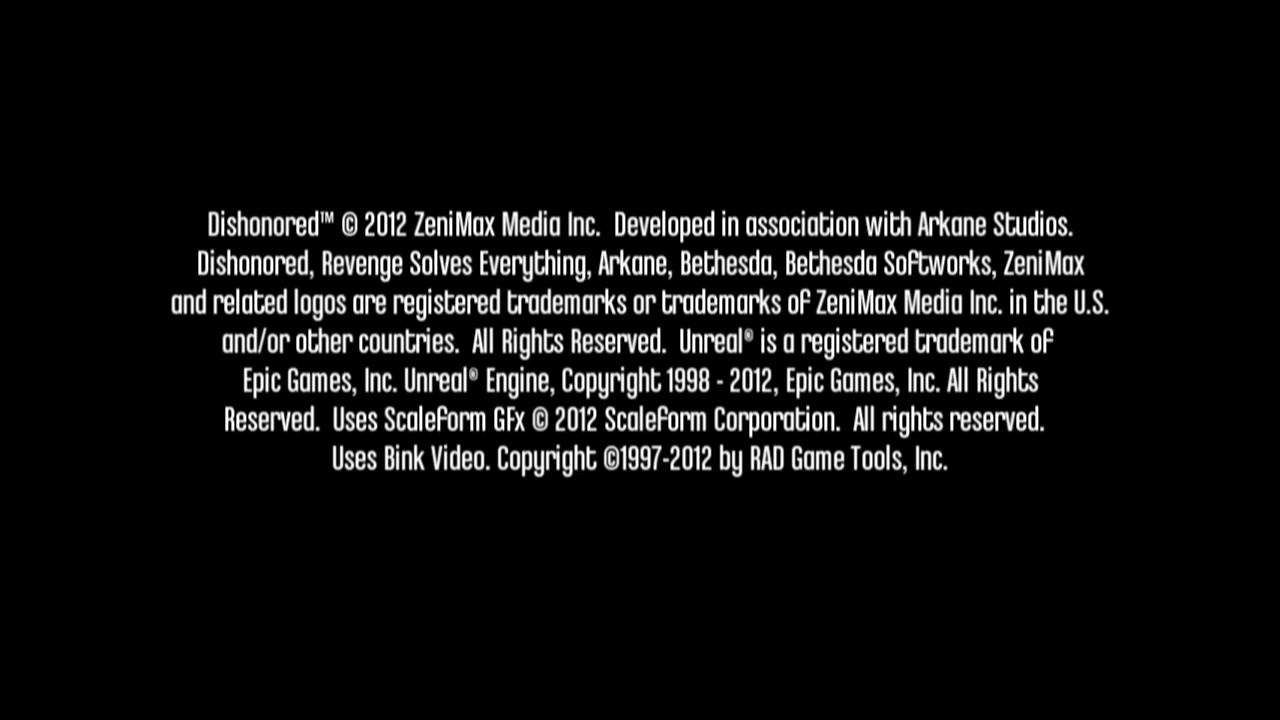 Dishonored™ © 2012 ZeniMax Media Inc.  Developed in association with Arkane Studios.
Dishonored, Revenge Solves Everything, Arkane, Bethesda, Bethesda Softworks, ZeniMax
and related logos are registered trademarks or trademarks of ZeniMax Media Inc. in the U.S.
and/or other countries.  All Rights Reserved.  Unreal® is a registered trademark of
Epic Games, Inc. Unreal® Engine, Copyright 1998 - 2012, Epic Games, Inc. All Rights
Reserved.  Uses Scaleform GFx © 2012 Scaleform Corporation.  All rights reserved.
Uses Bink Video. Copyright ©1997-2012 by RAD Game Tools, Inc.